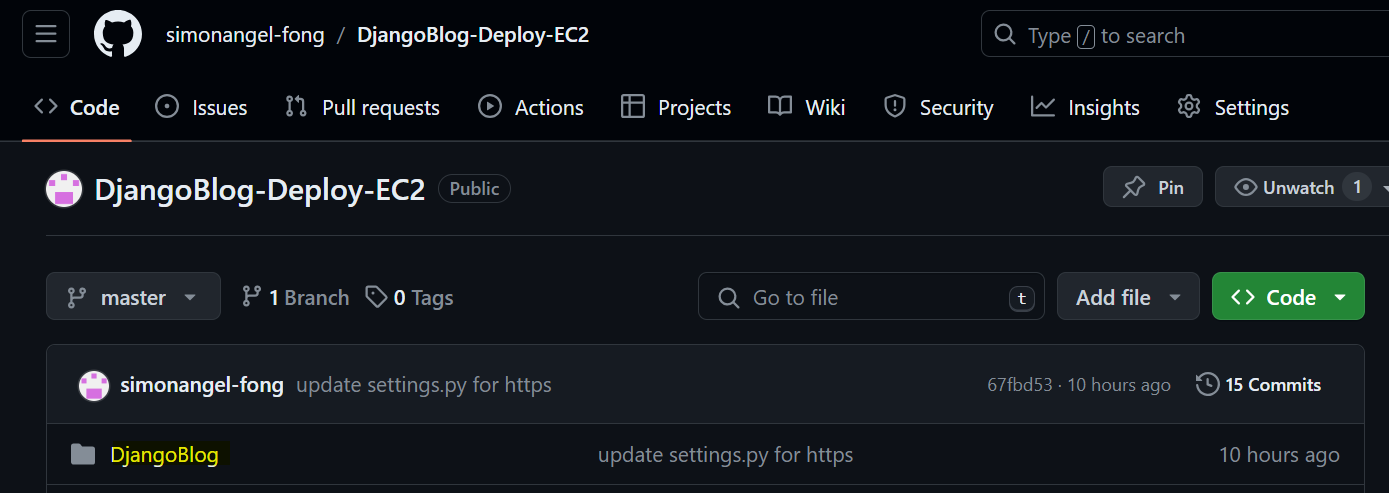 simonangel-fong / DjangoBlog-Deploy-EC2 Type / to search
Code Issues Pull requests Actions Projects Wiki Security Insights Settings
DjangoBlog-Deploy-EC2 Public Pin Unwatch 1
master 1 Branch 0 Tags Go to file t Add file Code
simonangel-fong update settings.py for https 67fbd53 · 10 hours ago 15 Commits
DjangoBlog update settings.py for https 10 hours ago